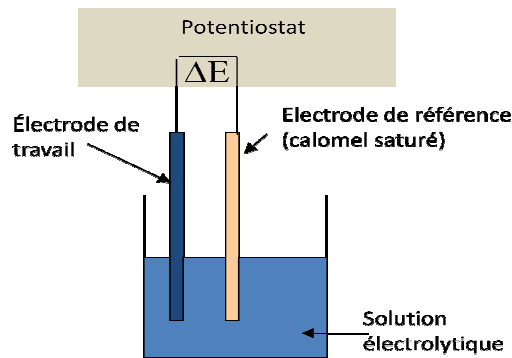 Potentiostat
ΔE
Électrode de
travail
Electrode de référence
(calomel saturé)
Solution
électrolytique